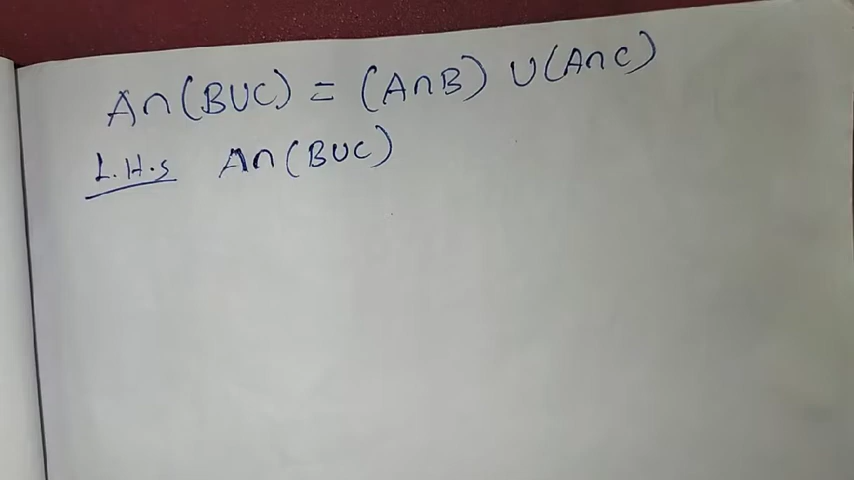 A∩(B∪C) = (A∩B) ∪(A∩C)
L.H.S A∩(B∪C)